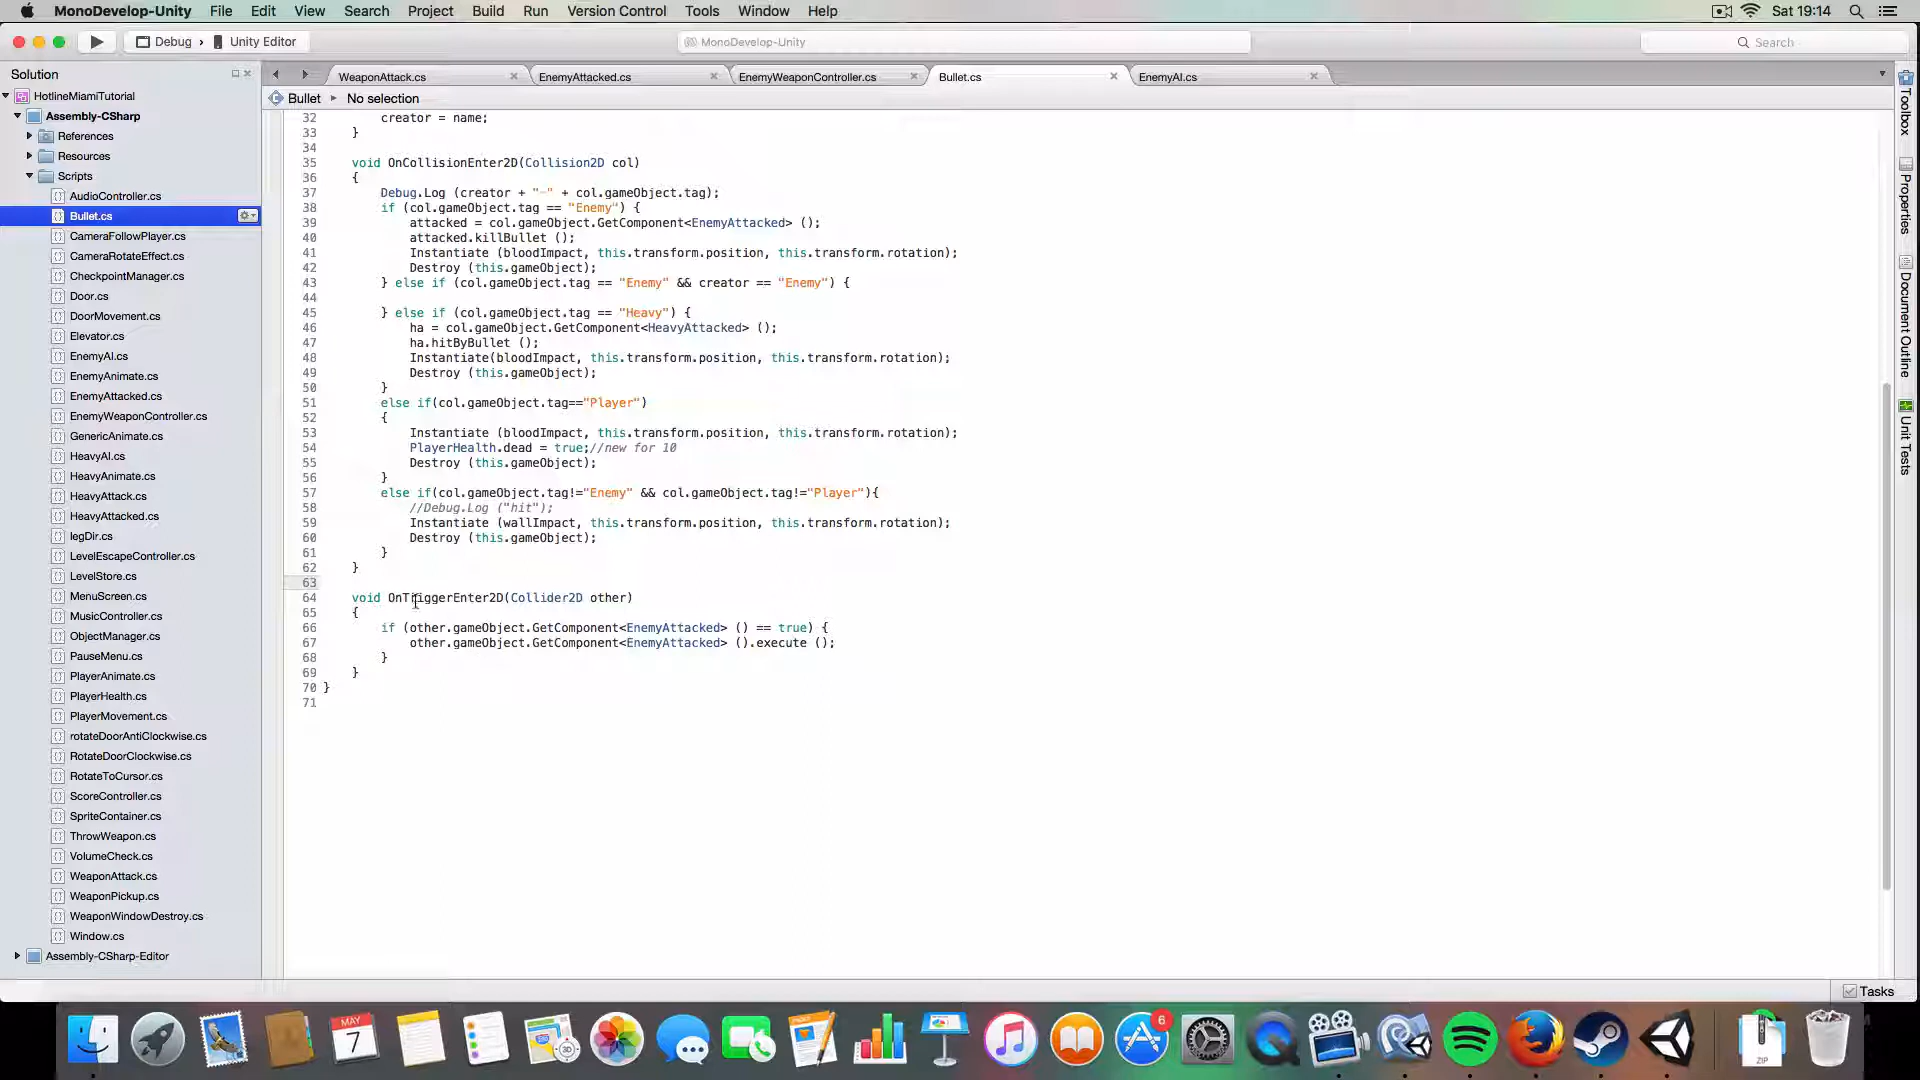 MonoDevelop-Unity File Edit View Search Project Build Run Version Control Tools Window Help Sat 19:14
Debug › Unity Editor MonoDevelop-Unity Search
Solution
WeaponAttack.cs EnemyAttacked.cs EnemyWeaponController.cs Bullet.cs EnemyAI.cs
Bullet ▸ No selection
HotlineMiamiTutorial
Assembly-CSharp
References
Resources
Scripts
AudioController.cs
Bullet.cs
CameraFollowPlayer.cs
CameraRotateEffect.cs
CheckpointManager.cs
Door.cs
DoorMovement.cs
Elevator.cs
EnemyAI.cs
EnemyAnimate.cs
EnemyAttacked.cs
EnemyWeaponController.cs
GenericAnimate.cs
HeavyAI.cs
HeavyAnimate.cs
HeavyAttack.cs
HeavyAttacked.cs
legDir.cs
LevelEscapeController.cs
LevelStore.cs
MenuScreen.cs
MusicController.cs
ObjectManager.cs
PauseMenu.cs
PlayerAnimate.cs
PlayerHealth.cs
PlayerMovement.cs
rotateDoorAntiClockwise.cs
RotateDoorClockwise.cs
RotateToCursor.cs
ScoreController.cs
SpriteContainer.cs
ThrowWeapon.cs
VolumeCheck.cs
WeaponAttack.cs
WeaponPickup.cs
WeaponWindowDestroy.cs
Window.cs
Assembly-CSharp-Editor
32 creator = name;
33 }
34
35 void OnCollisionEnter2D(Collision2D col)
36 {
37 Debug.Log (creator + "-" + col.gameObject.tag);
38 if (col.gameObject.tag == "Enemy") {
39 attacked = col.gameObject.GetComponent<EnemyAttacked> ();
40 attacked.killBullet ();
41 Instantiate (bloodImpact, this.transform.position, this.transform.rotation);
42 Destroy (this.gameObject);
43 } else if (col.gameObject.tag == "Enemy" && creator == "Enemy") {
44
45 } else if (col.gameObject.tag == "Heavy") {
46 ha = col.gameObject.GetComponent<HeavyAttacked> ();
47 ha.hitByBullet ();
48 Instantiate(bloodImpact, this.transform.position, this.transform.rotation);
49 Destroy (this.gameObject);
50 }
51 else if(col.gameObject.tag=="Player")
52 {
53 Instantiate (bloodImpact, this.transform.position, this.transform.rotation);
54 PlayerHealth.dead = true;//new for 10
55 Destroy (this.gameObject);
56 }
57 else if(col.gameObject.tag!="Enemy" && col.gameObject.tag!="Player"){
58 //Debug.Log ("hit");
59 Instantiate (wallImpact, this.transform.position, this.transform.rotation);
60 Destroy (this.gameObject);
61 }
62 }
63
64 void OnTriggerEnter2D(Collider2D other)
65 {
66 if (other.gameObject.GetComponent<EnemyAttacked> () == true) {
67 other.gameObject.GetComponent<EnemyAttacked> ().execute ();
68 }
69 }
70 }
71
Toolbox
Properties
Document Outline
Unit Tests
Tasks
MAY
7
3D
6
ZIP